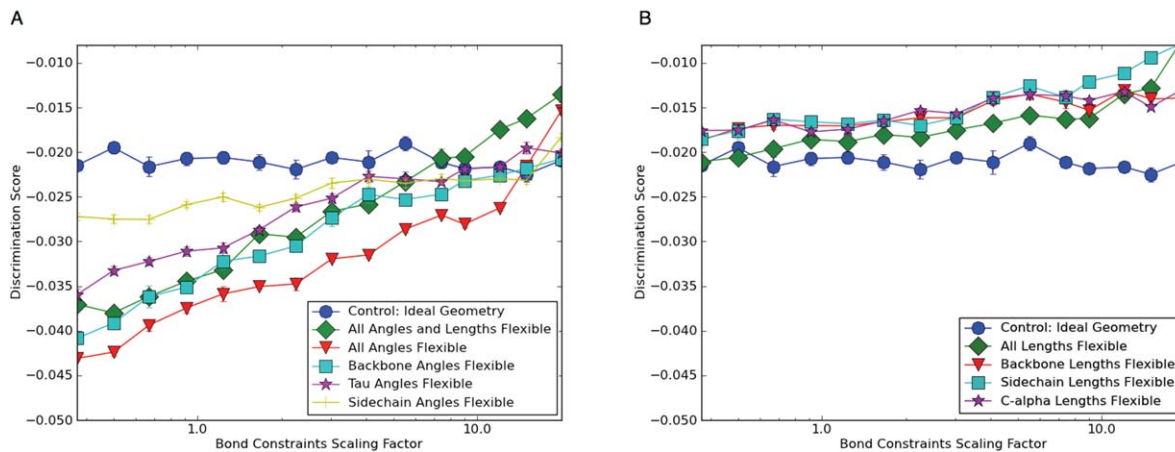 A
−0.010
−0.015
−0.020
−0.025
−0.030
−0.035
−0.040
−0.045
−0.050
Discrimination Score
1.0
10.0
Bond Constraints Scaling Factor
Control: Ideal Geometry
All Angles and Lengths Flexible
All Angles Flexible
Backbone Angles Flexible
Tau Angles Flexible
Sidechain Angles Flexible
B
−0.010
−0.015
−0.020
−0.025
−0.030
−0.035
−0.040
−0.045
−0.050
Discrimination Score
1.0
10.0
Bond Constraints Scaling Factor
Control: Ideal Geometry
All Lengths Flexible
Backbone Lengths Flexible
Sidechain Lengths Flexible
C-alpha Lengths Flexible